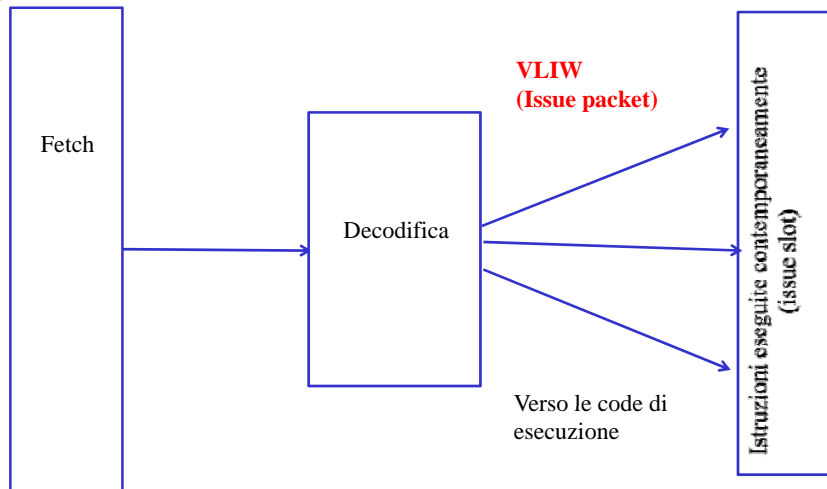 Fetch
Decodifica
VLIW
(Issue packet)
Verso le code di
esecuzione
Istruzioni eseguite contemporaneamente
(issue slot)